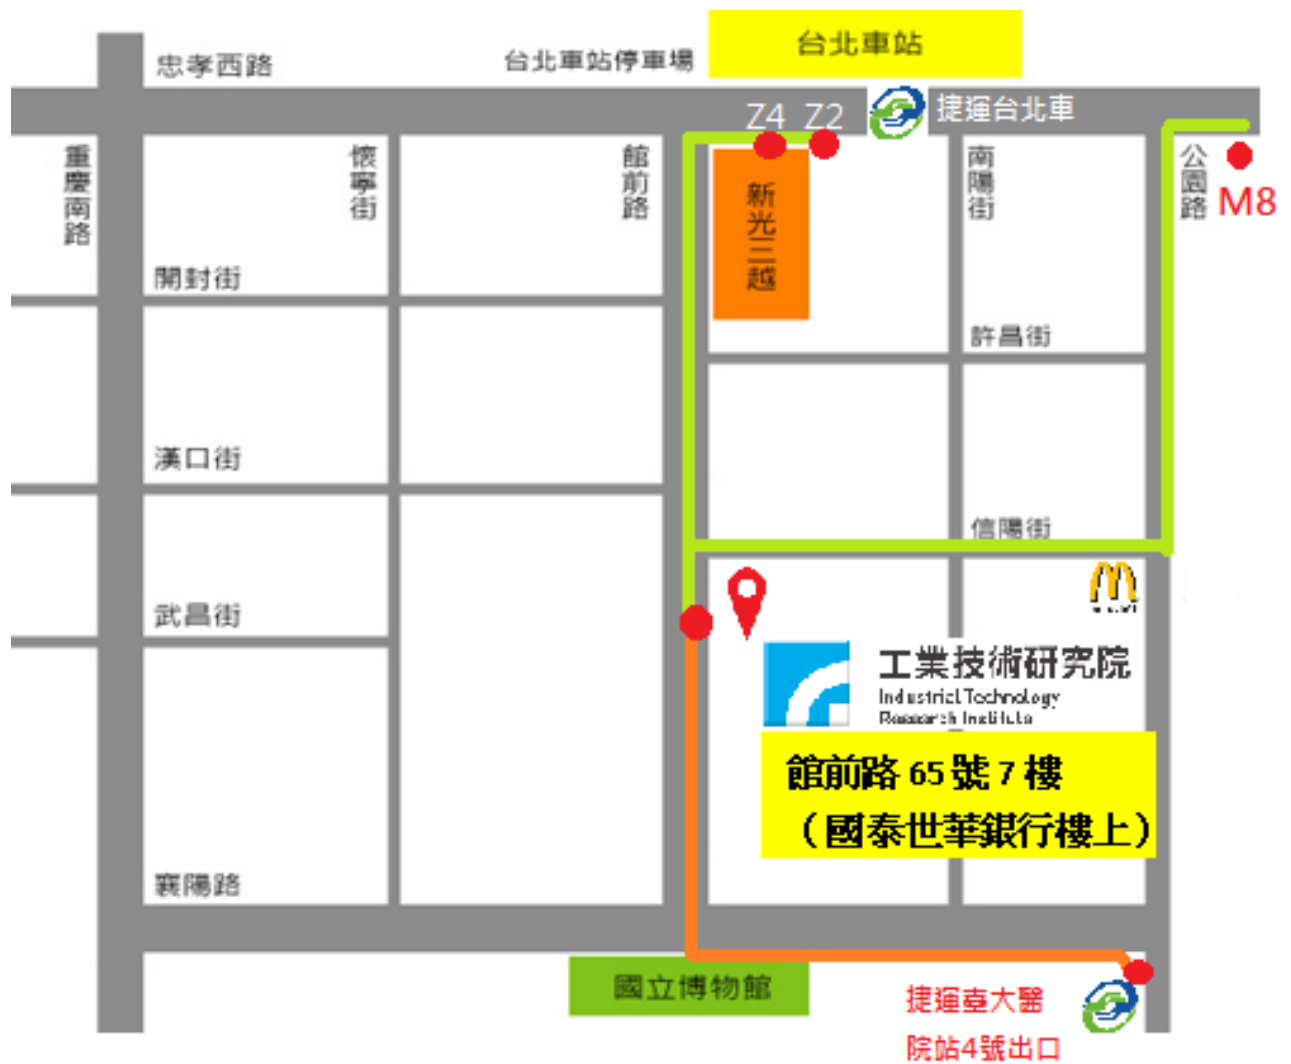 台北車站
忠孝西路
台北車站停車場
捷運台北車
Z4
Z2
重慶南路
懷寧街
館前路
新光三越
南陽街
公園路
M8
開封街
許昌街
漢口街
信陽街
武昌街
工業技術研究院
Industrial Technology
Research Institute
館前路 65 號 7 樓
（國泰世華銀行樓上）
襄陽路
國立博物館
捷運臺大醫
院站4號出口